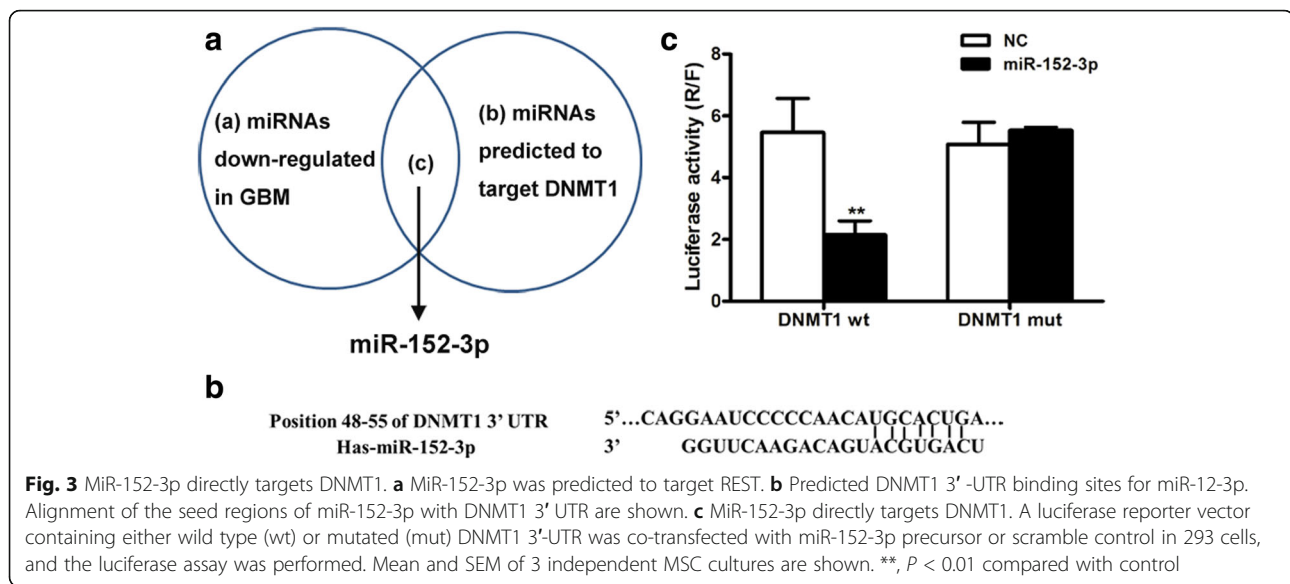 a
(a) miRNAs
down-regulated
in GBM
(c)
(b) miRNAs
predicted to
target DNMT1
miR-152-3p
c
NC
miR-152-3p
Luciferase activity (R/F)
8
6
4
2
0
**
DNMT1 wt
DNMT1 mut
b
Position 48-55 of DNMT1 3' UTR 5'...CAGGAAUCCCCCAACAUGCACUGA...
Has-miR-152-3p 3' GGUUCAAGACAGUACGUGACU
Fig. 3 MiR-152-3p directly targets DNMT1. a MiR-152-3p was predicted to target REST. b Predicted DNMT1 3′ -UTR binding sites for miR-12-3p.
Alignment of the seed regions of miR-152-3p with DNMT1 3′ UTR are shown. c MiR-152-3p directly targets DNMT1. A luciferase reporter vector
containing either wild type (wt) or mutated (mut) DNMT1 3′-UTR was co-transfected with miR-152-3p precursor or scramble control in 293 cells,
and the luciferase assay was performed. Mean and SEM of 3 independent MSC cultures are shown. **, P < 0.01 compared with control